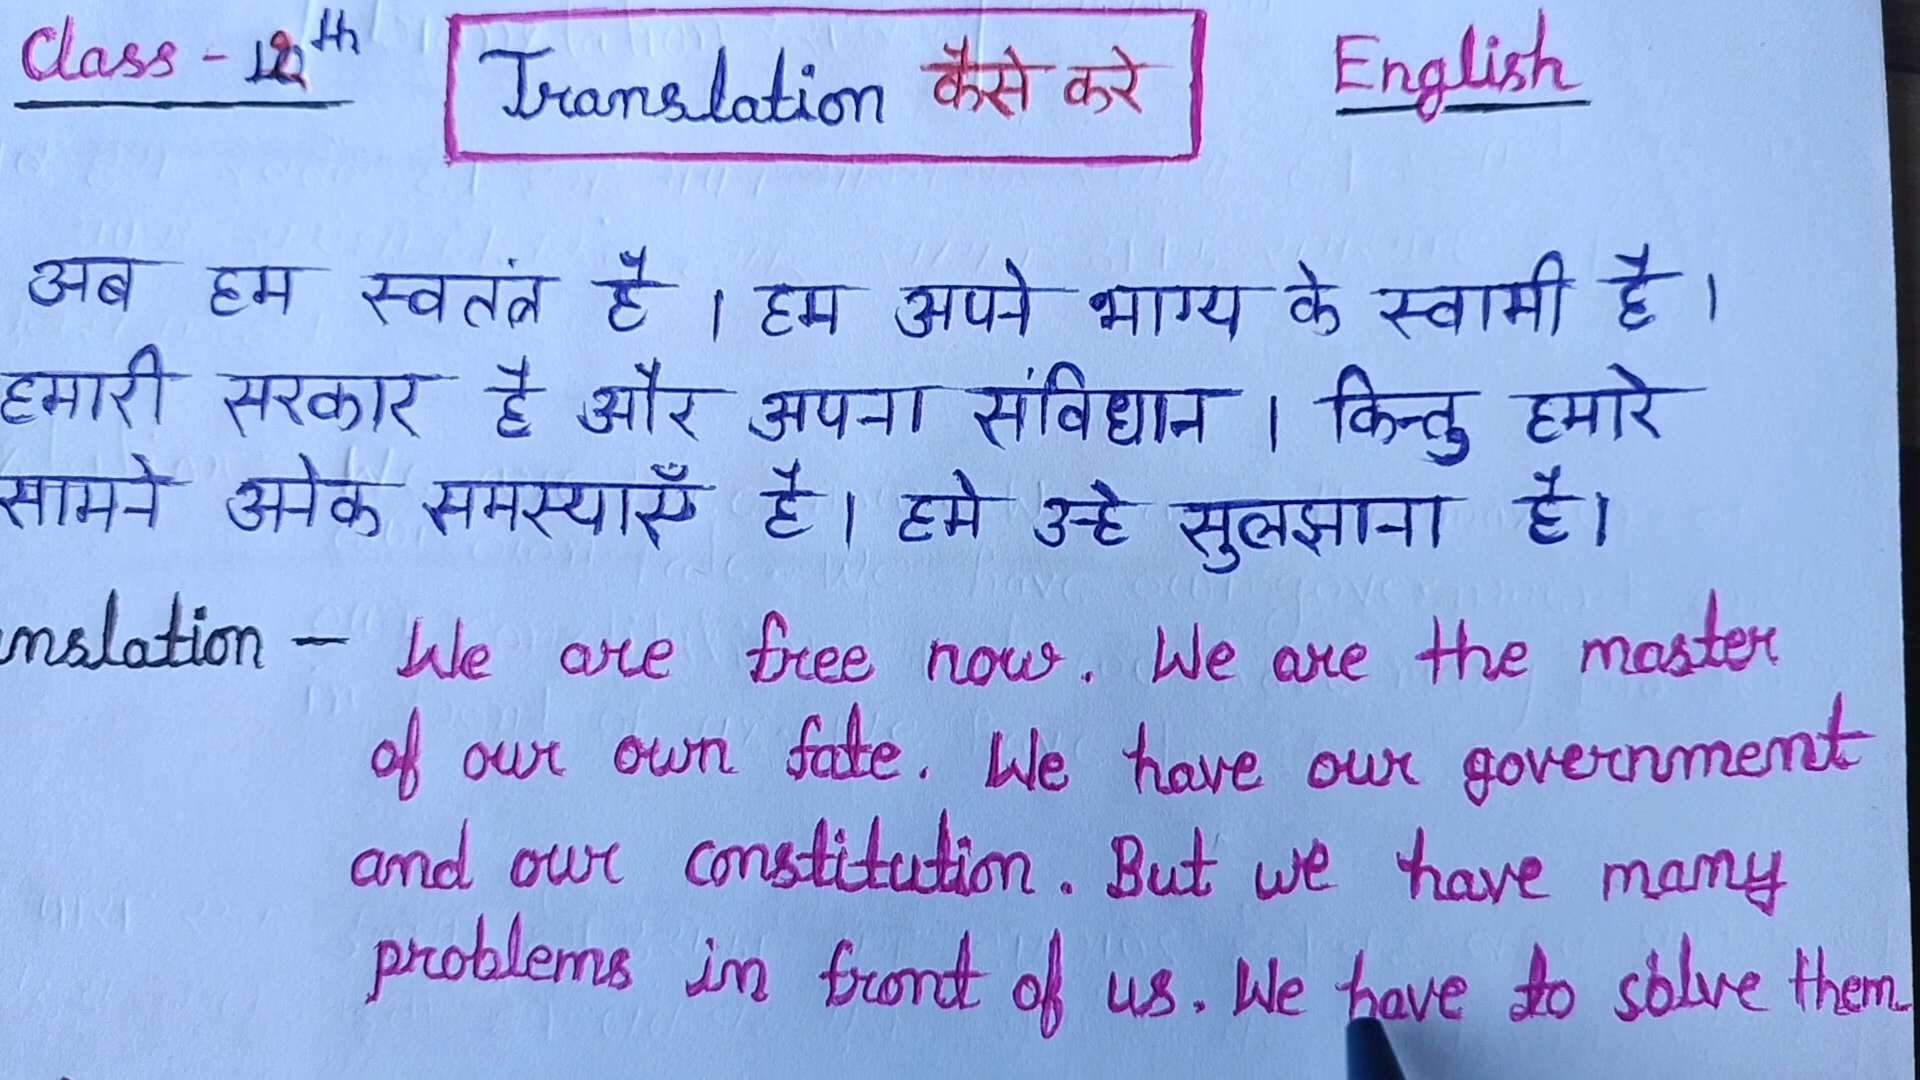 Class - 12th Translation कैसे करे English
अब हम स्वतंत्र है । हम अपने भाग्य के स्वामी है ।
हमारी सरकार है और अपना संविधान । किन्तु हमारे
सामने अनेक समस्याएँ है । हमे उन्हे सुलझाना है ।
nslation - We are free now. We are the master
of our own fate. We have our government
and our constitution. But we have many
problems in front of us. We have to solve them.